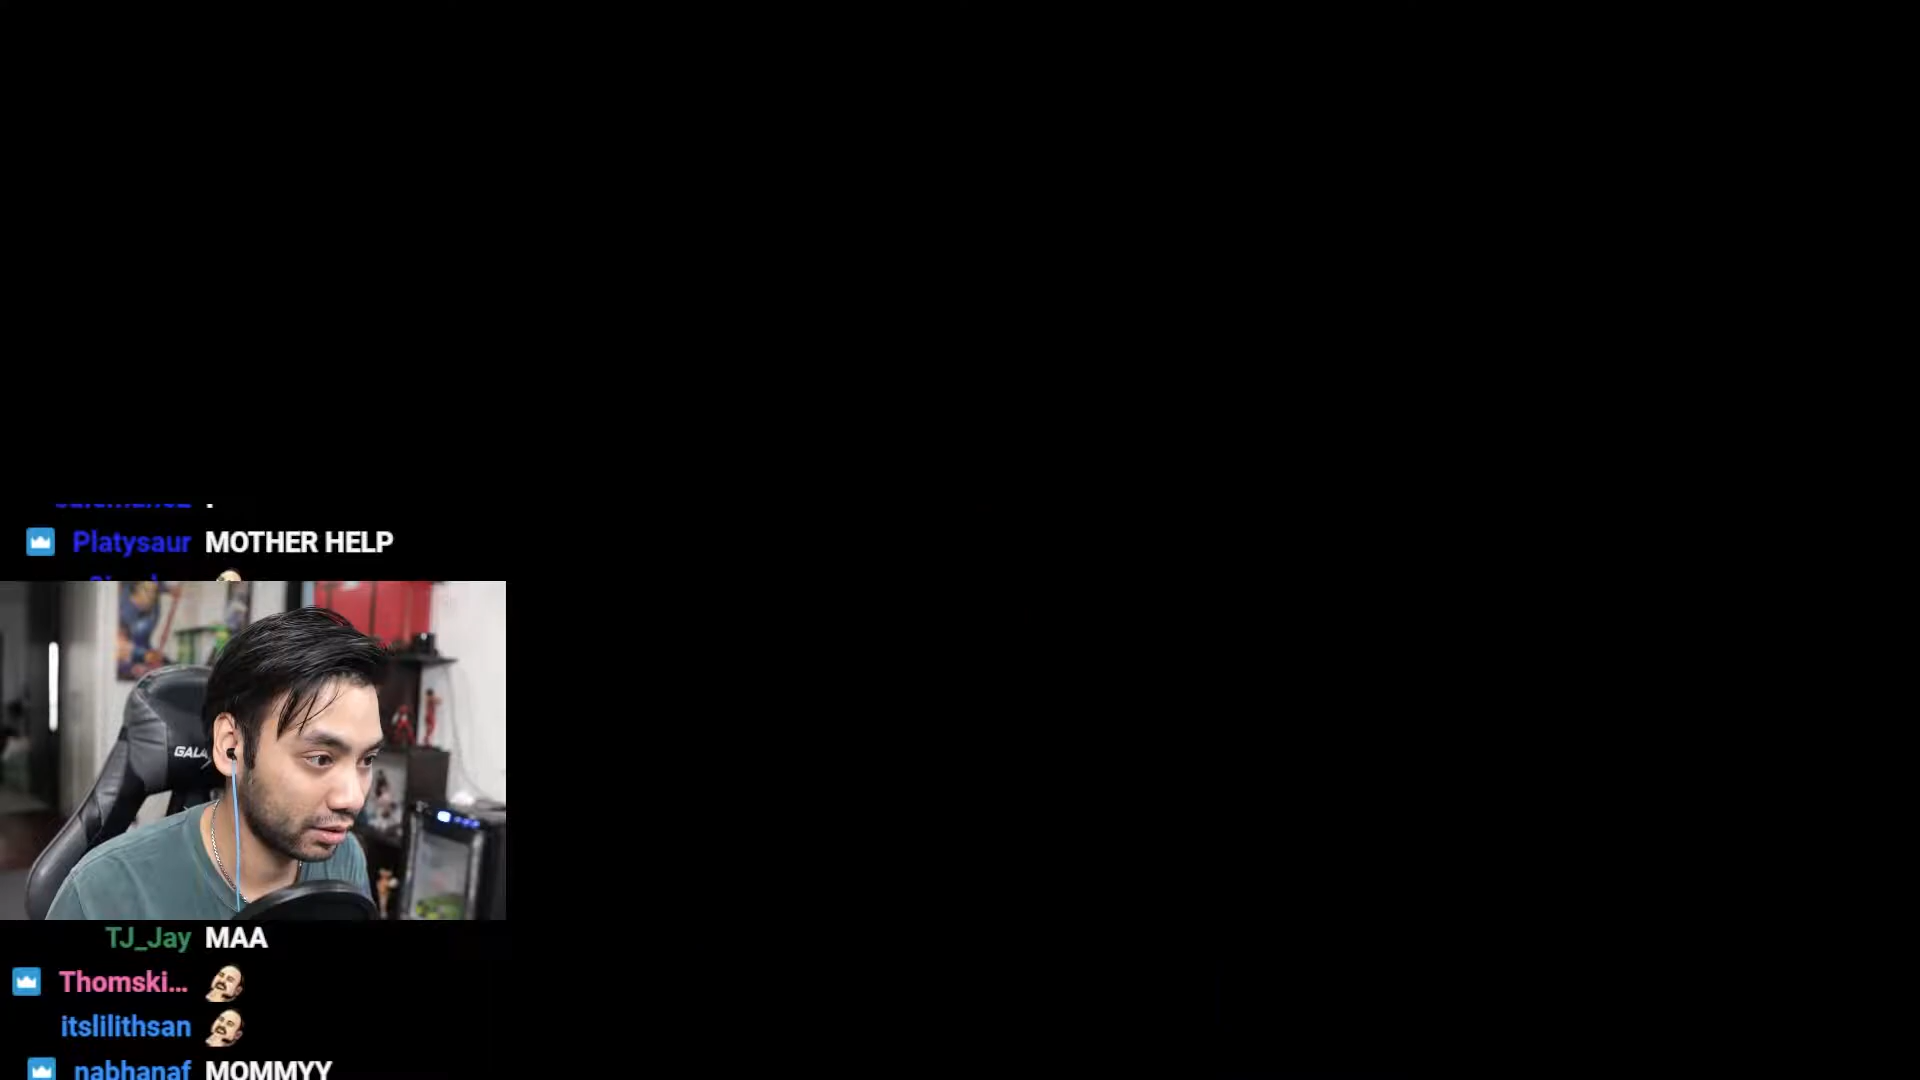 Platysaur MOTHER HELP
GALA
TJ_Jay MAA
Thomski...
itslilithsan
nabhanaf MOMMYY